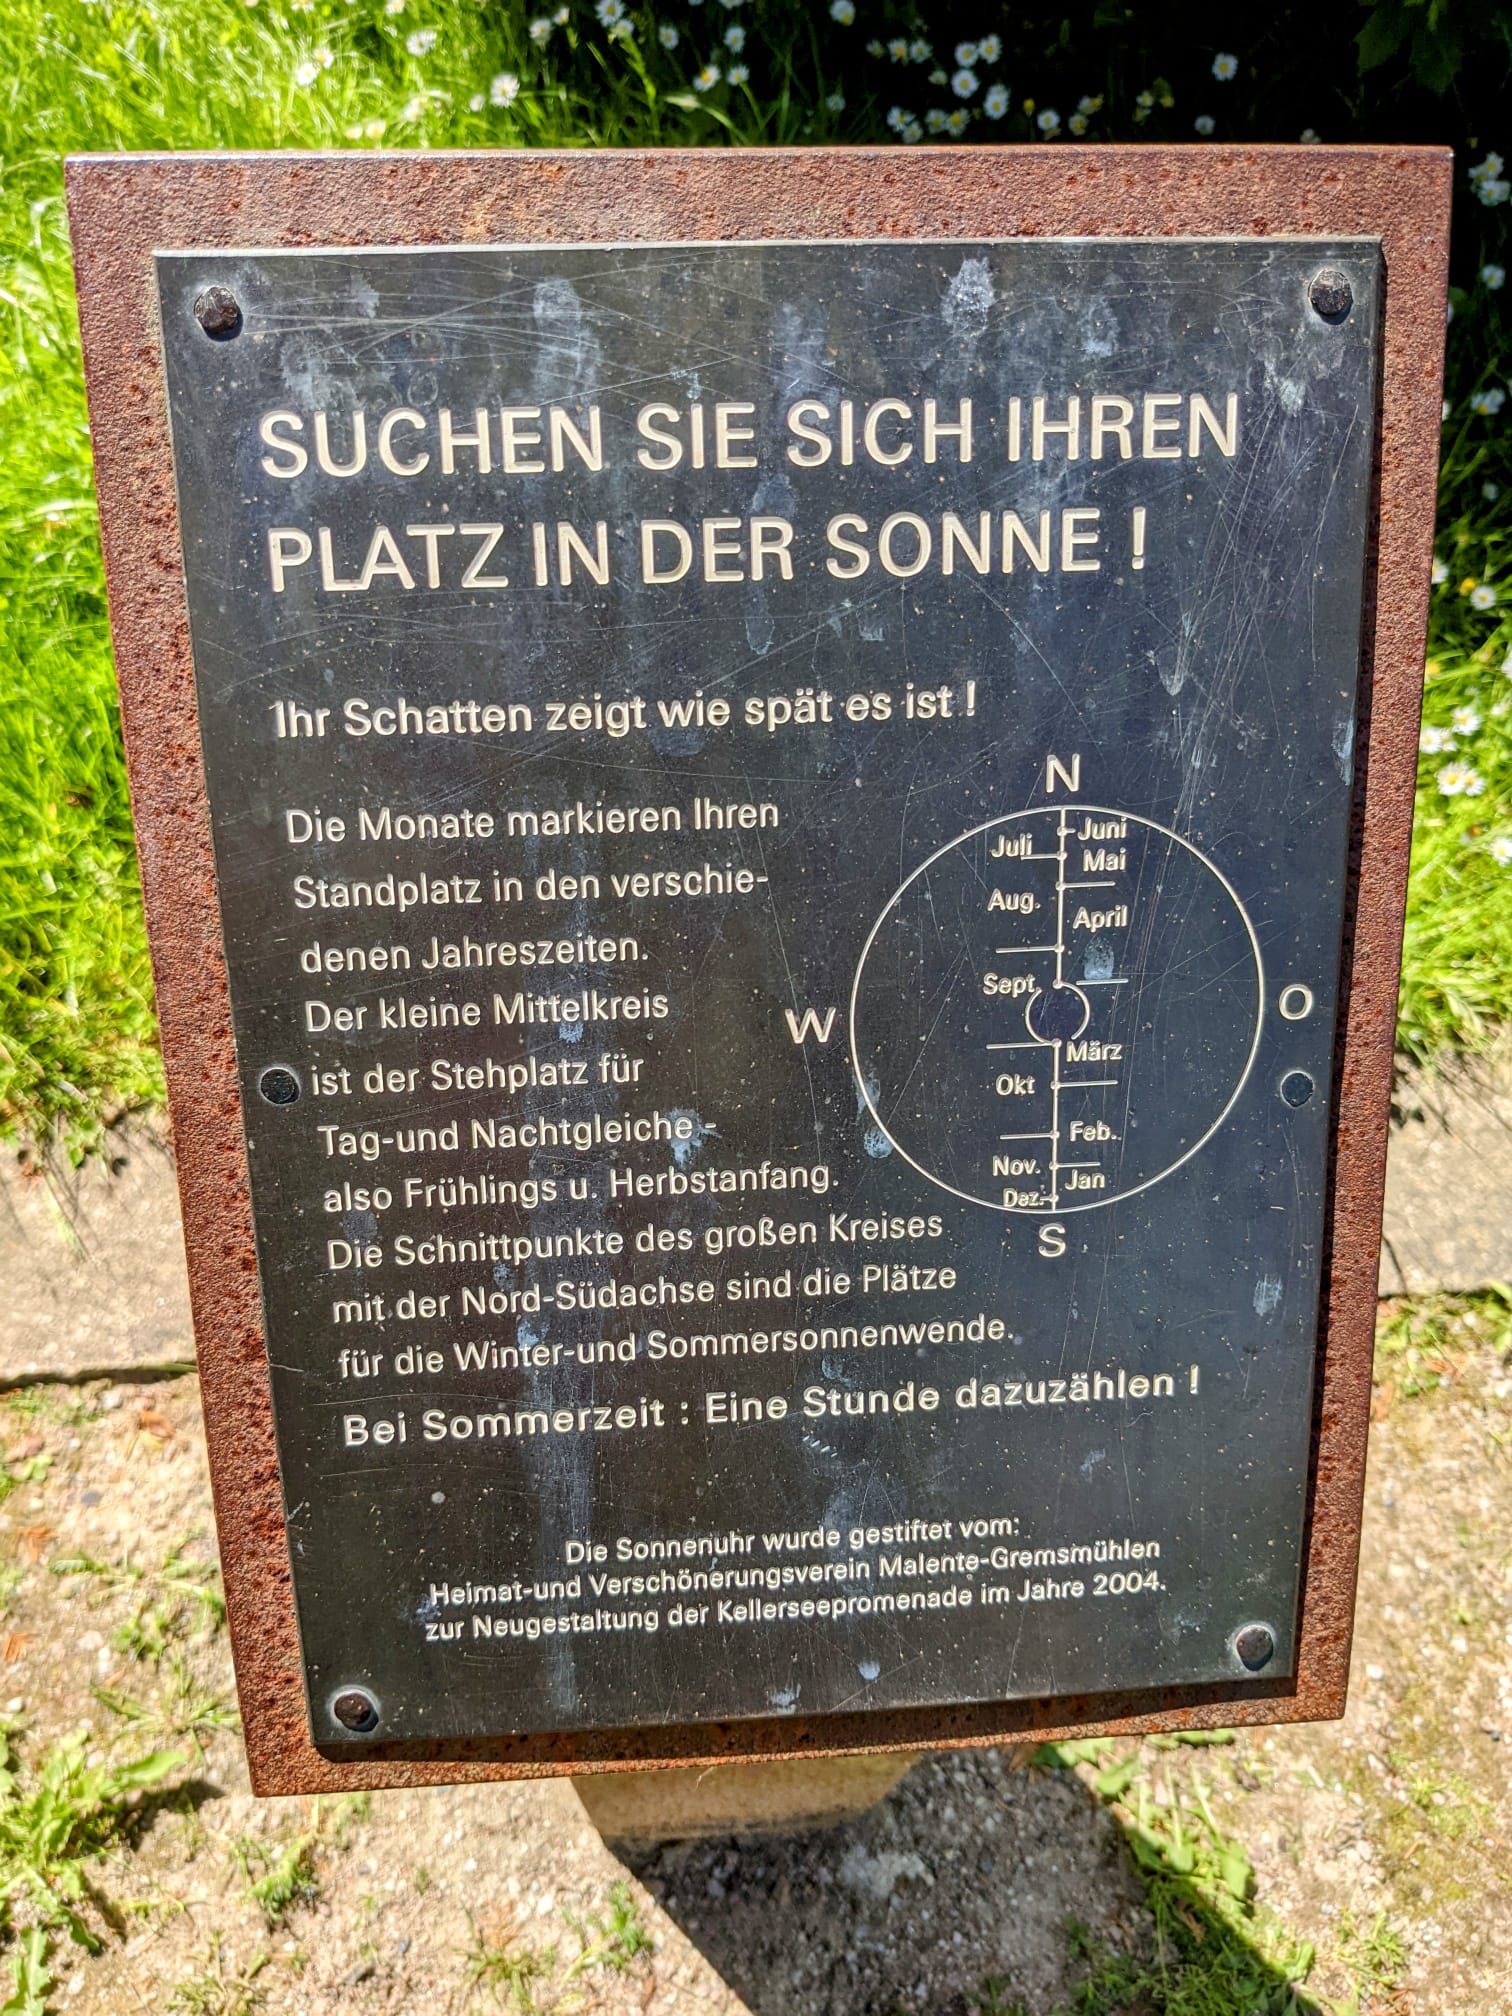 SUCHEN SIE SICH IHREN
PLATZ IN DER SONNE !
Ihr Schatten zeigt wie spät es ist !
Die Monate markieren Ihren
Standplatz in den verschie-
denen Jahreszeiten.
Der kleine Mittelkreis
ist der Stehplatz für
Tag-und Nachtgleiche -
also Frühlings u. Herbstanfang.
Die Schnittpunkte des großen Kreises
mit der Nord-Südachse sind die Plätze
für die Winter-und Sommersonnenwende.
Bei Sommerzeit : Eine Stunde dazuzählen !
N
Juni
Juli
Mai
Aug.
April
Sept.
W
O
März
Okt
Feb.
Nov.
Jan
Dez.
S
Die Sonnenuhr wurde gestiftet vom:
Heimat-und Verschönerungsverein Malente-Gremsmühlen
zur Neugestaltung der Kellerseepromenade im Jahre 2004.